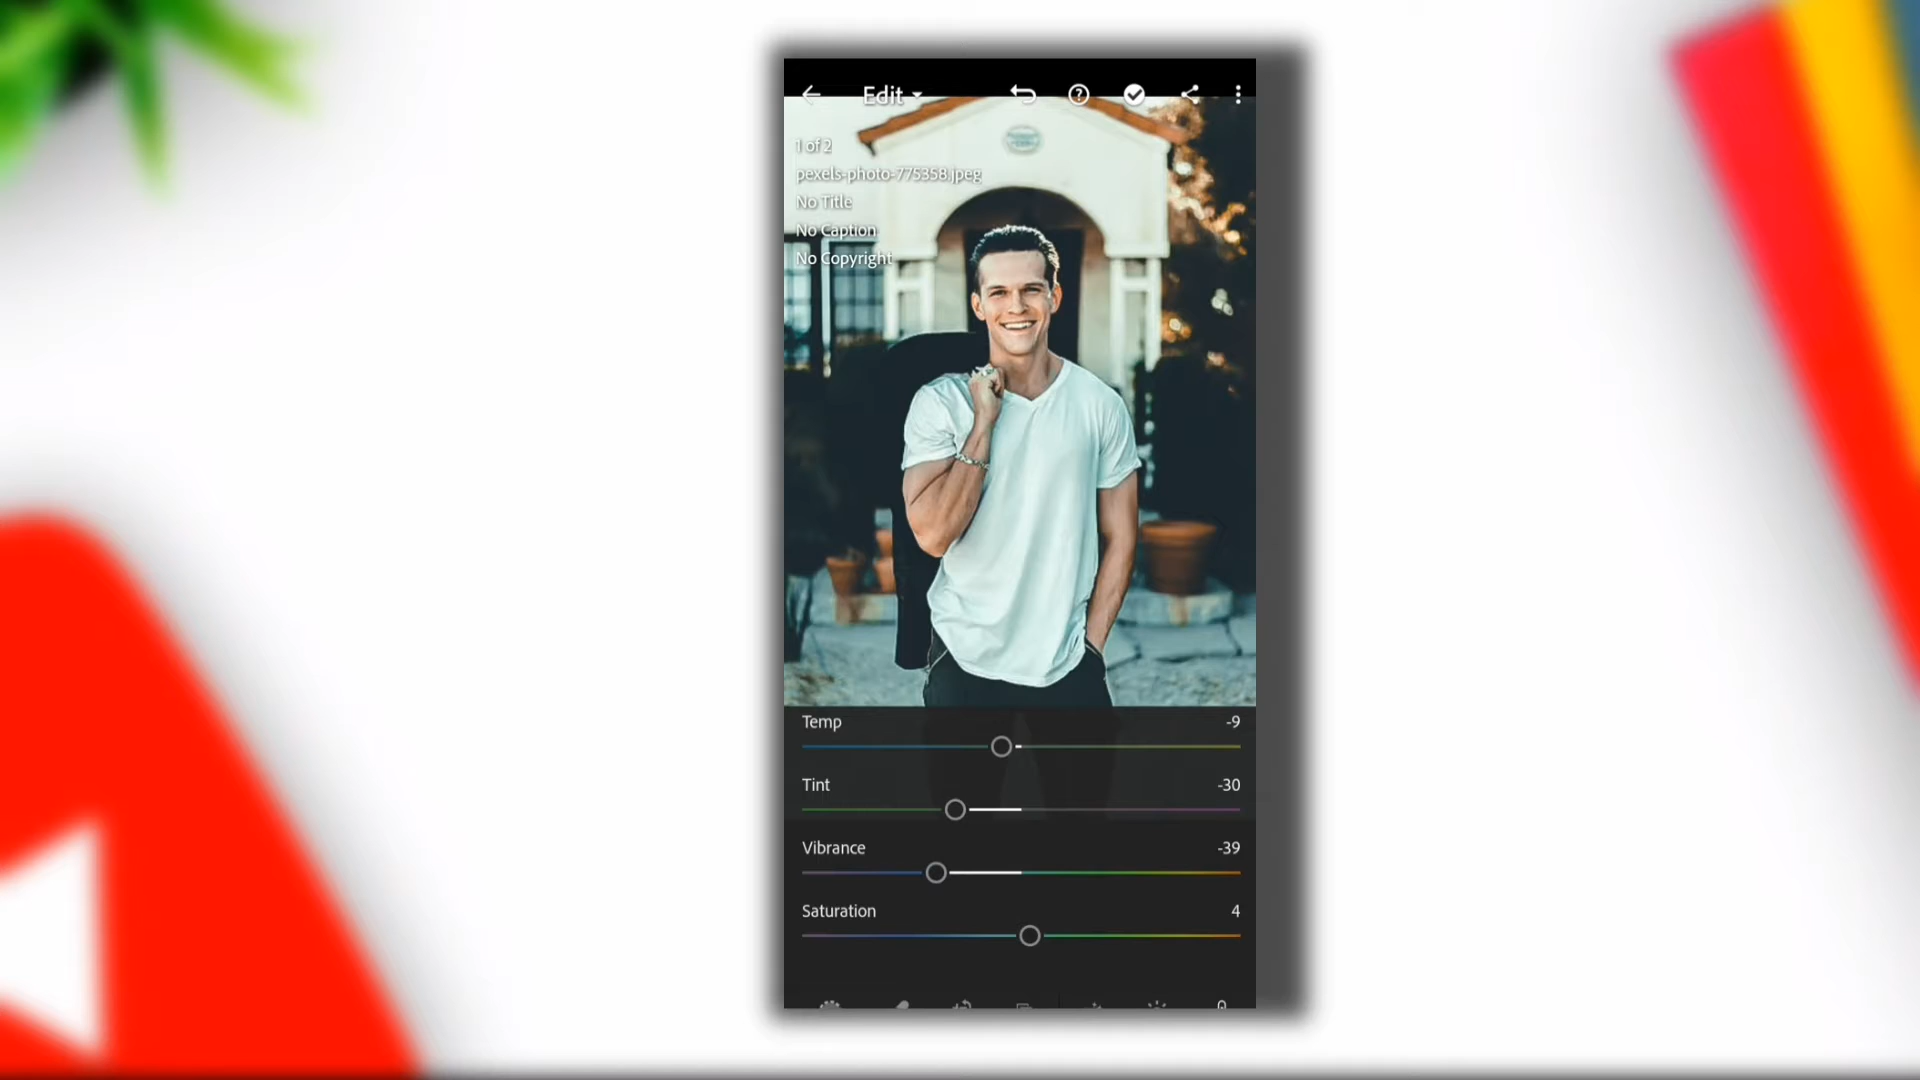 Edit
1 of 2
pexels-photo-775358.jpeg
No Title
No Caption
No Copyright
Temp -9
Tint -30
Vibrance -39
Saturation 4